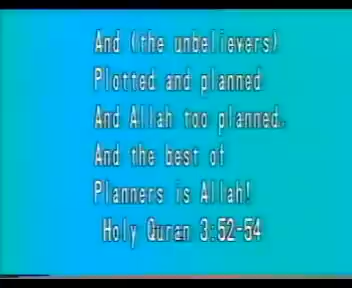 And (the unbelievers)
Plotted and planned
And Allah too planned.
And the best of
Planners is Allah!
Holy Quran 3:52-54